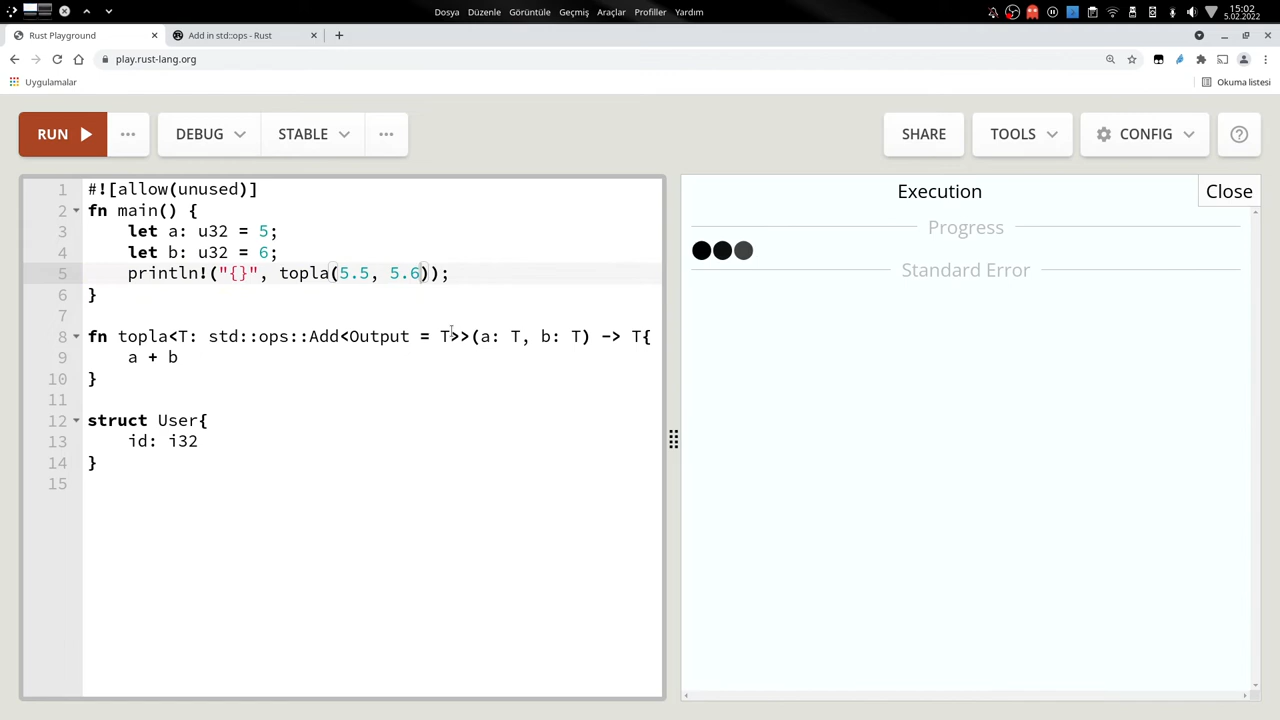 Dosya Düzenle Görüntüle Geçmiş Araçlar Profiller Yardım
15:02
5.02.2022
Rust Playground
Add in std::ops - Rust
play.rust-lang.org
Uygulamalar
Okuma listesi
RUN
DEBUG
STABLE
SHARE
TOOLS
CONFIG
1 #![allow(unused)]
2 fn main() {
3 let a: u32 = 5;
4 let b: u32 = 6;
5 println!("{}", topla(5.5, 5.6));
6 }
7
8 fn topla<T: std::ops::Add<Output = T>>(a: T, b: T) -> T{
9 a + b
10 }
11
12 struct User{
13 id: i32
14 }
15
Execution
Close
Progress
Standard Error